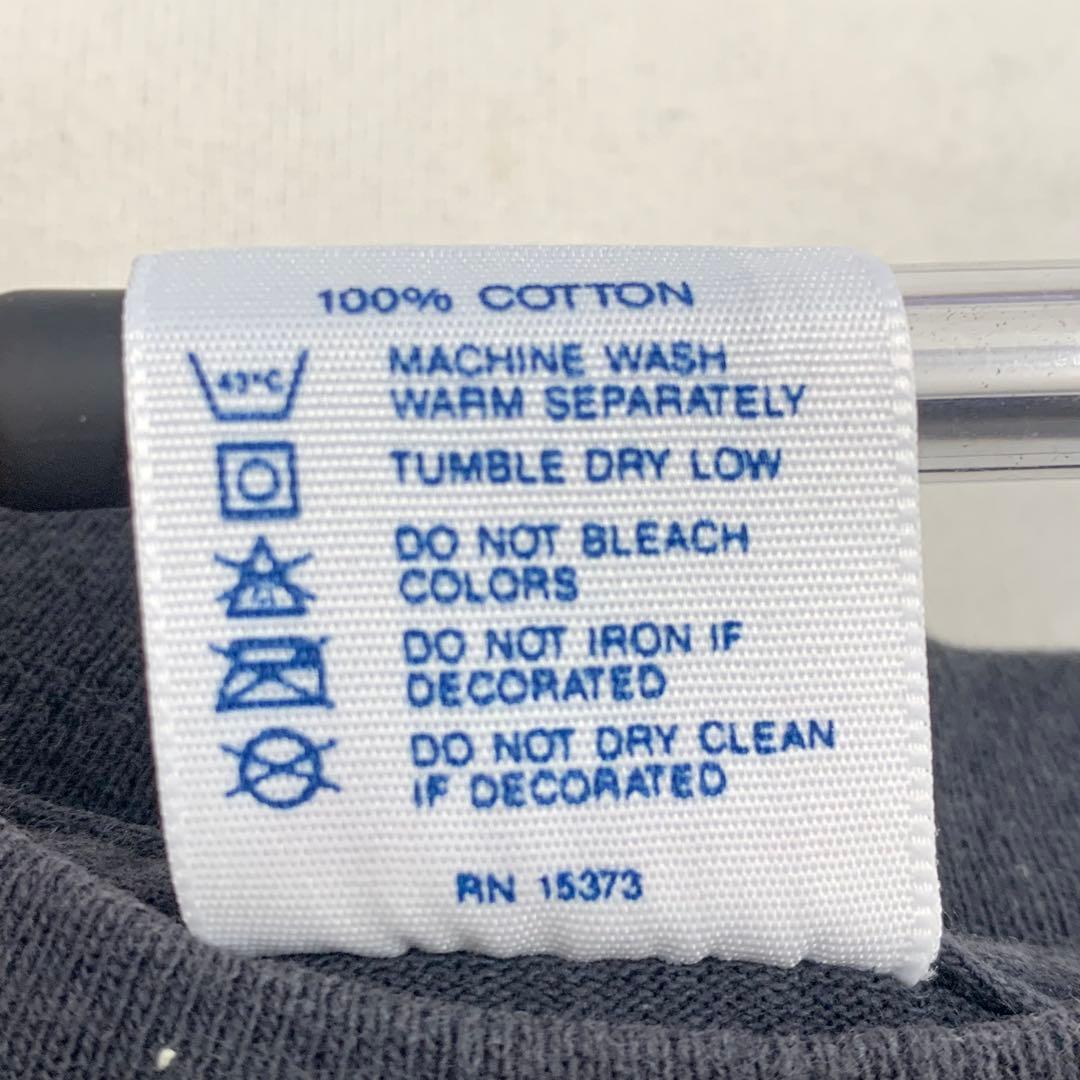 100% COTTON
MACHINE WASH
WARM SEPARATELY
TUMBLE DRY LOW
DO NOT BLEACH
COLORS
DO NOT IRON IF
DECORATED
DO NOT DRY CLEAN
IF DECORATED
RN 15373